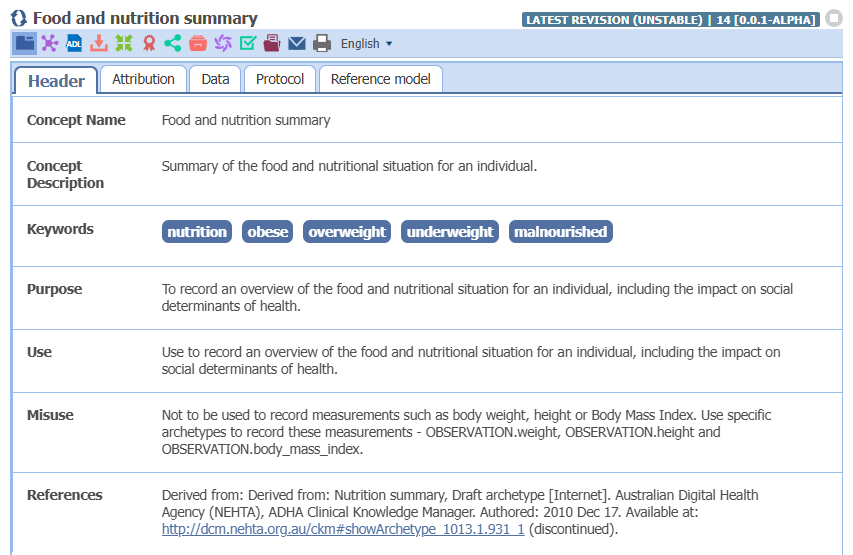 Food and nutrition summary
LATEST REVISION (UNSTABLE) | 14 [0.0.1-ALPHA]
ADL
English
Header
Attribution
Data
Protocol
Reference model
Concept Name
Food and nutrition summary
Concept
Description
Summary of the food and nutritional situation for an individual.
Keywords
nutrition obese overweight underweight malnourished
Purpose
To record an overview of the food and nutritional situation for an individual, including the impact on social
determinants of health.
Use
Use to record an overview of the food and nutritional situation for an individual, including the impact on
social determinants of health.
Misuse
Not to be used to record measurements such as body weight, height or Body Mass Index. Use specific
archetypes to record these measurements - OBSERVATION.weight, OBSERVATION.height and
OBSERVATION.body_mass_index.
References
Derived from: Derived from: Nutrition summary, Draft archetype [Internet]. Australian Digital Health
Agency (NEHTA), ADHA Clinical Knowledge Manager. Authored: 2010 Dec 17. Available at:
http://dcm.nehta.org.au/ckm#showArchetype_1013.1.931_1 (discontinued).